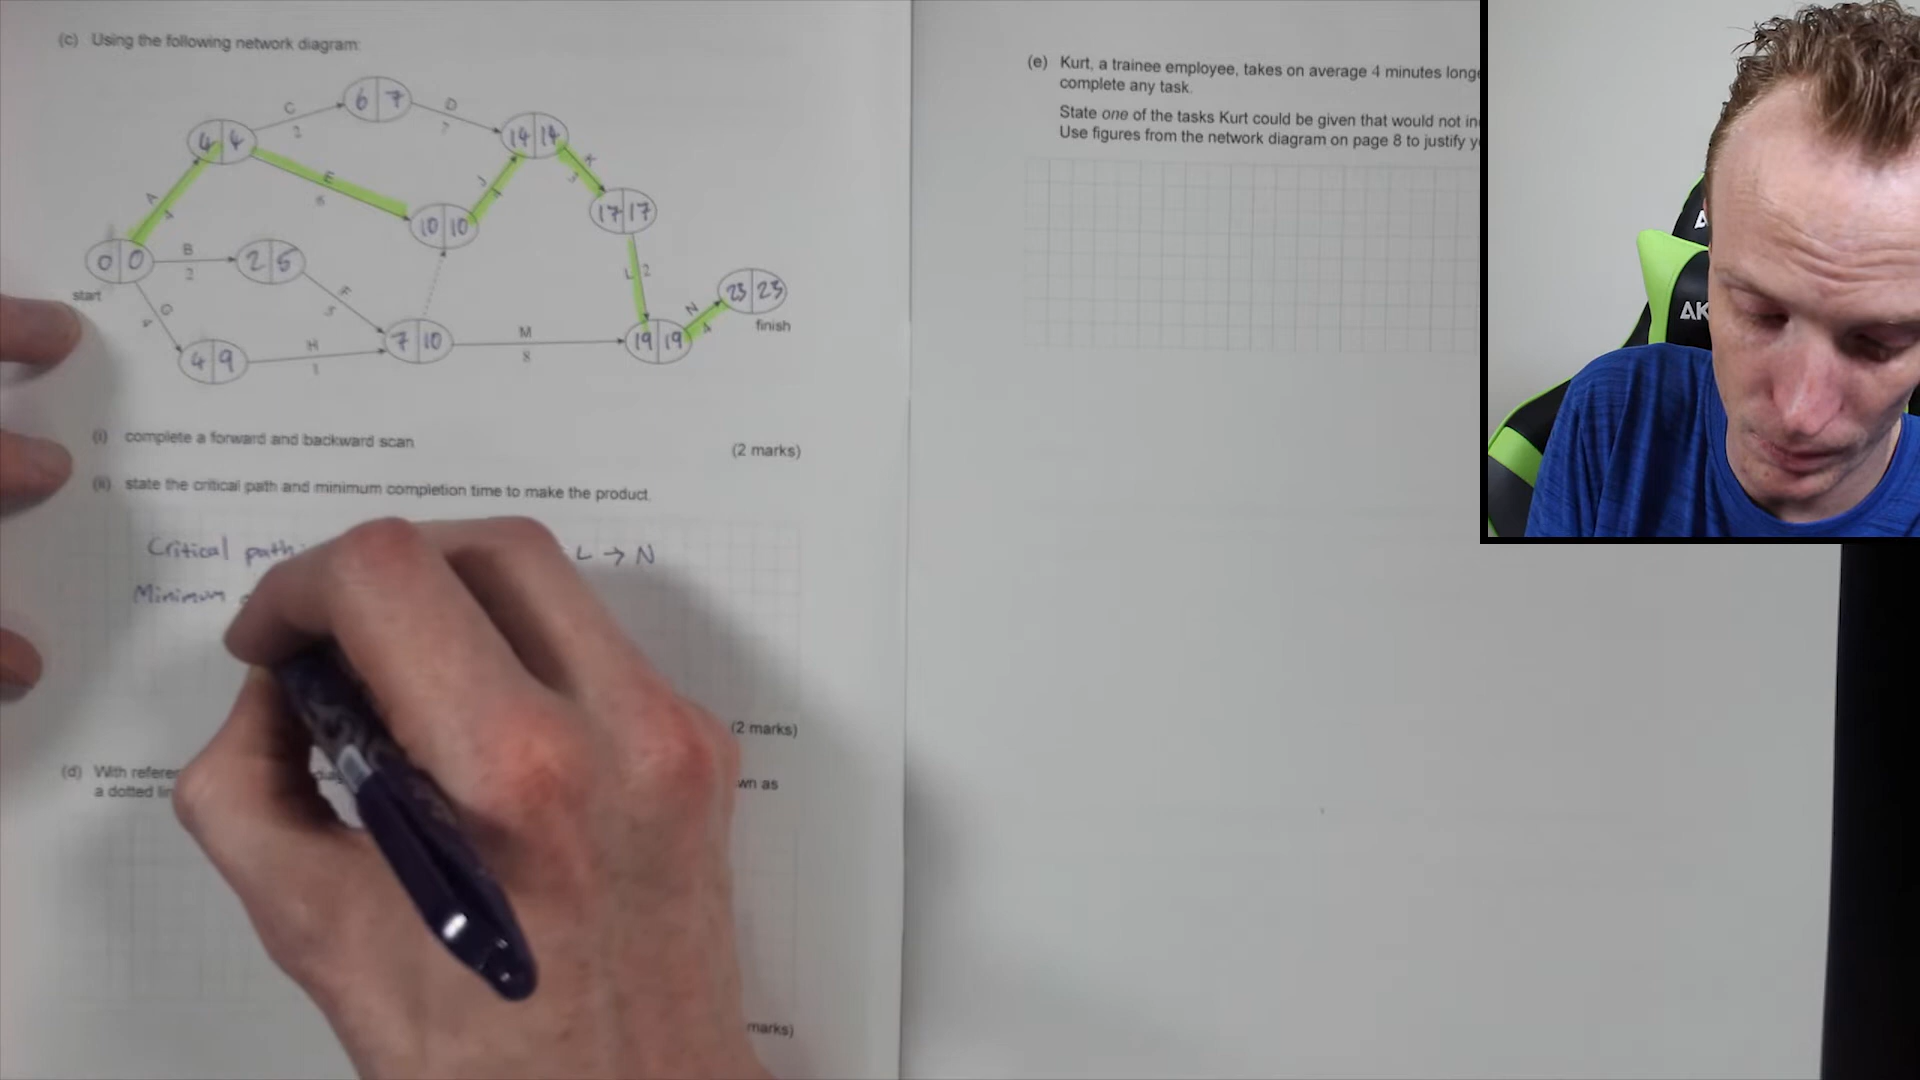 (c) Using the following network diagram:
C
2
6 7
D
7
4 4
14 14
A
4
E
6
J
4
K
3
10 10
17 17
0 0
start
B
2
2 5
F
5
L 2
23 23
finish
G
4
N
4
7 10
M
8
19 19
4 9
H
1
(i) complete a forward and backward scan
(2 marks)
(ii) state the critical path and minimum completion time to make the product.
Critical path: L → N
Minimum
(2 marks)
(d) With
wn as
a dotted
marks)
(e) Kurt, a trainee employee, takes on average 4 minutes
complete any task.
State one of the tasks Kurt could be given that would not
Use figures from the network diagram on page 8 to justify
A
AK